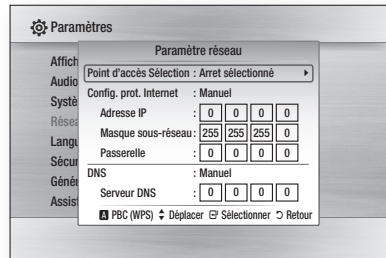 Paramètres
Paramètre réseau
Affich
Audio
Systè
Résea
Langu
Sécur
Génér
Assist
Point d'accès Sélection : Arret sélectionné
Config. prot. Internet : Manuel
Adresse IP : 0 0 0 0
Masque sous-réseau : 255 255 255 0
Passerelle : 0 0 0 0
DNS : Manuel
Serveur DNS : 0 0 0 0
A PBC (WPS) Déplacer Sélectionner Retour